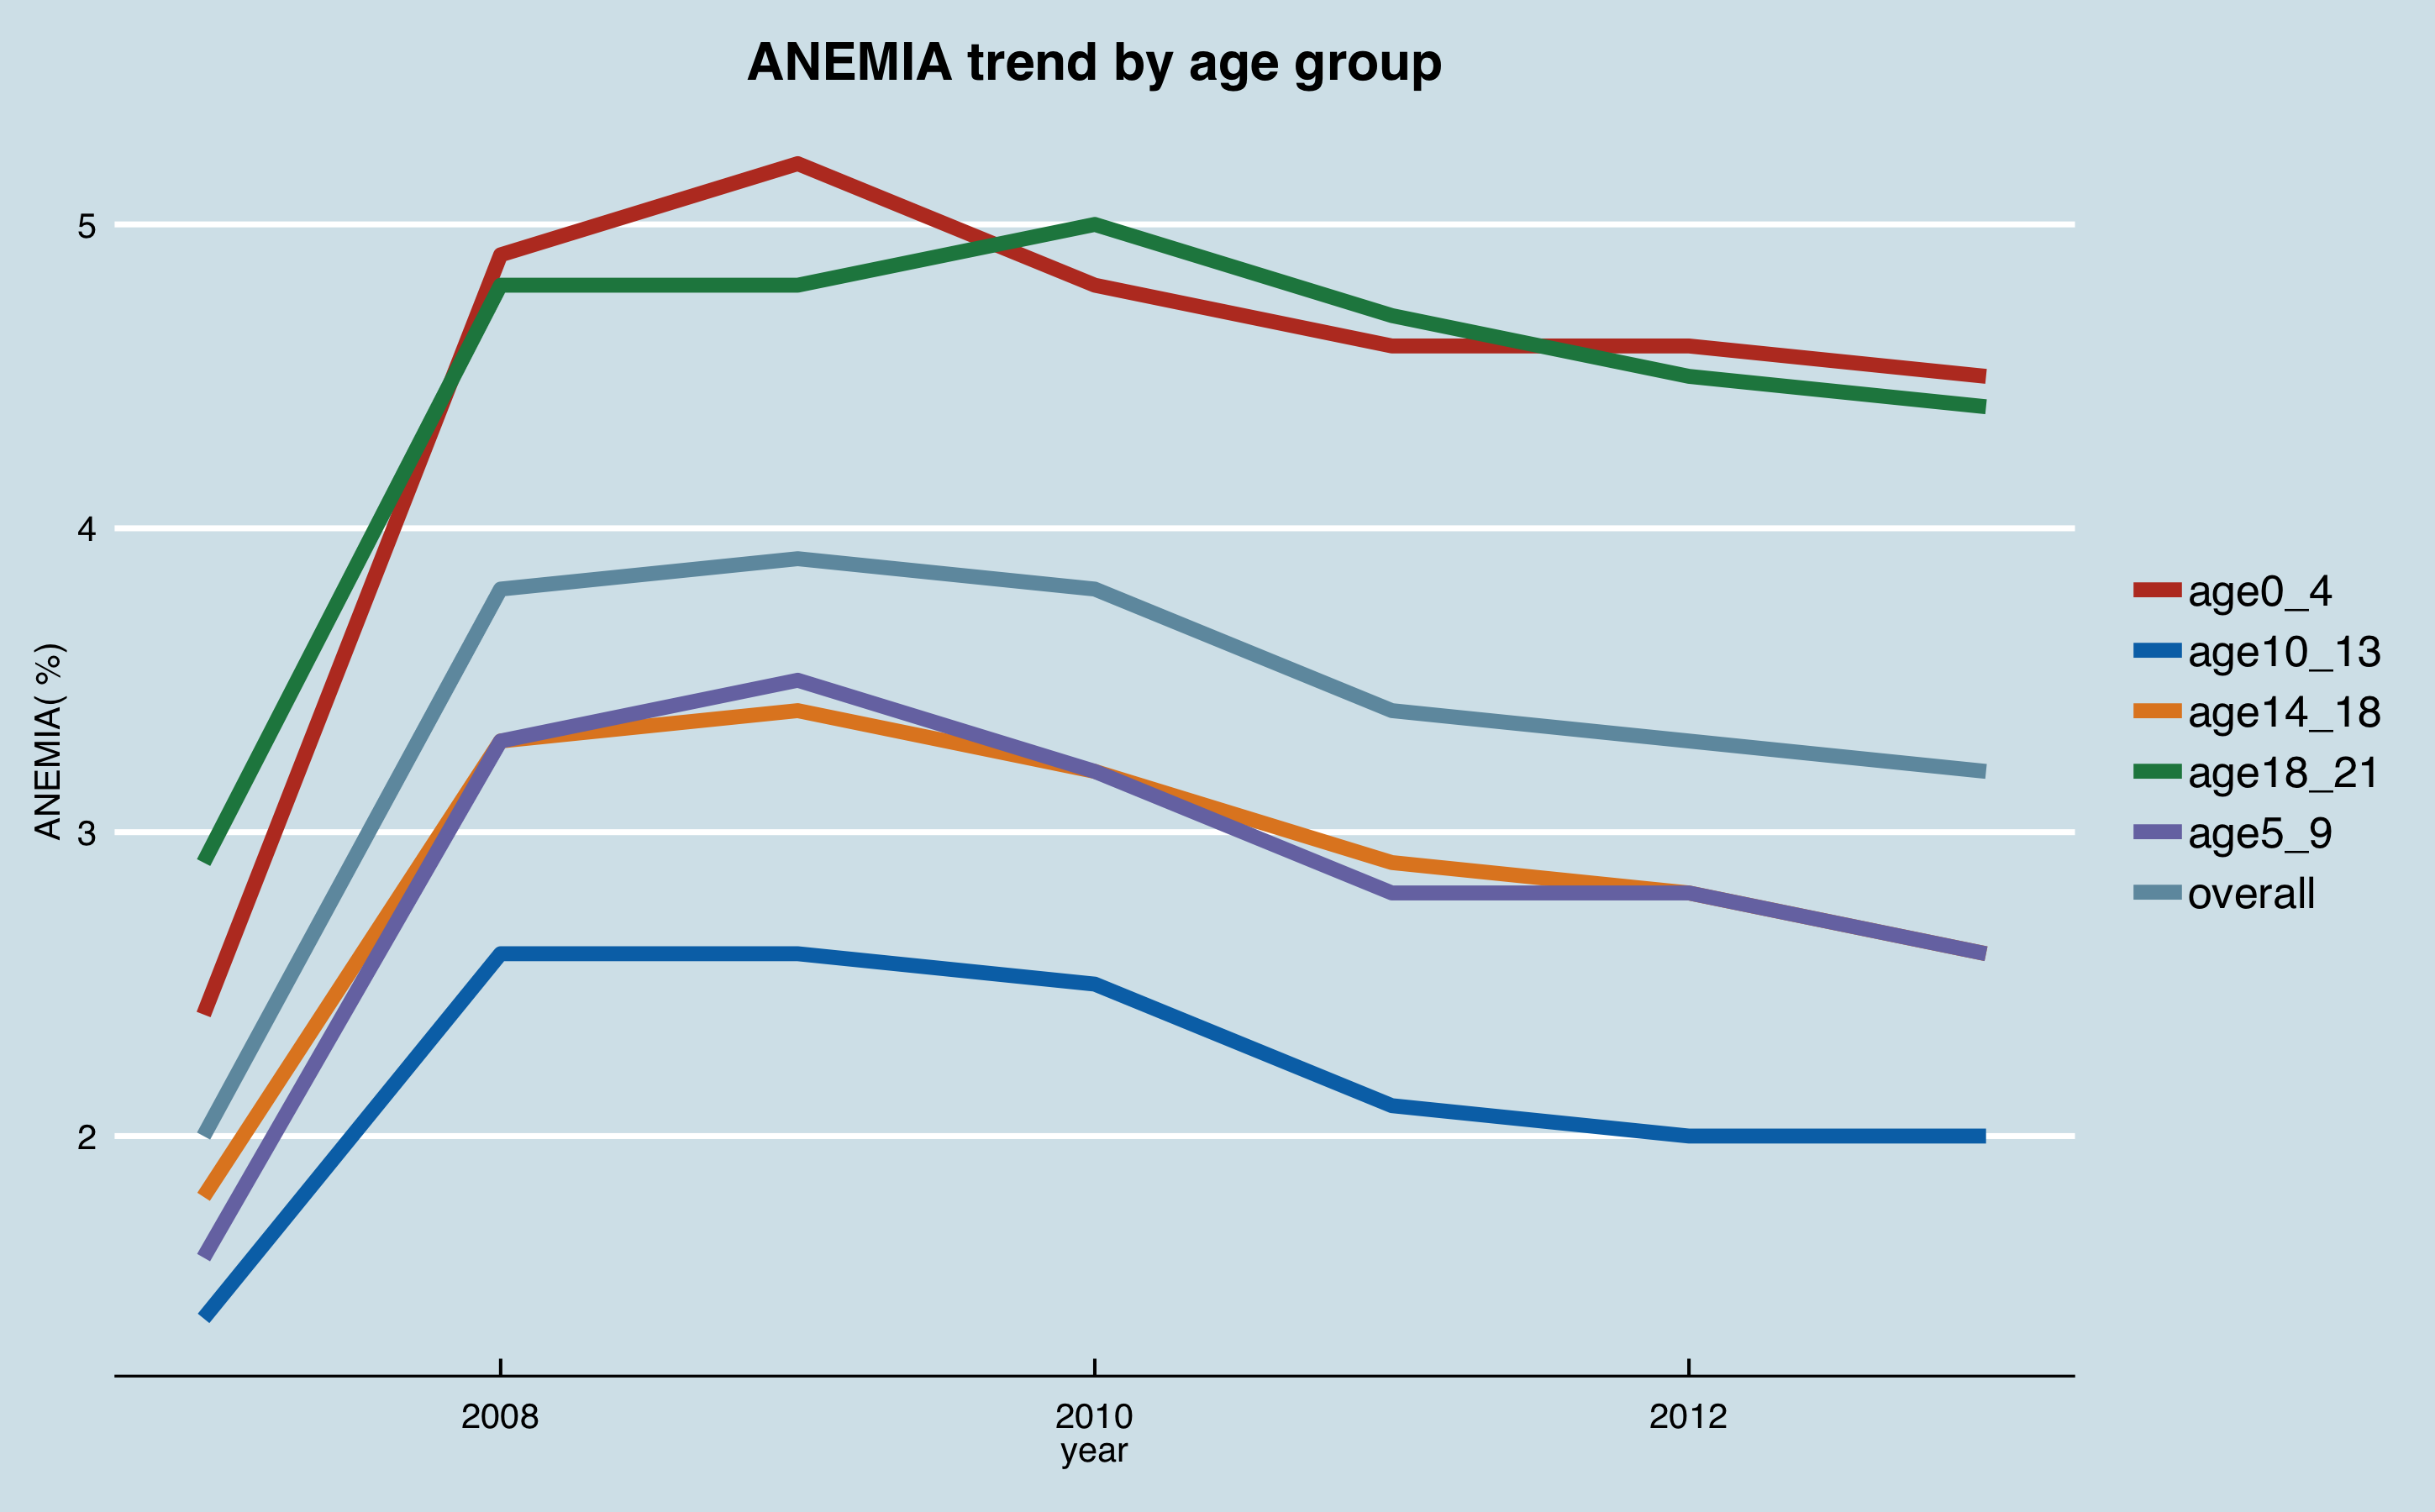 ANEMIA trend by age group
ANEMIA( %)
5
4
3
2
2008
2010
2012
year
age0_4
age10_13
age14_18
age18_21
age5_9
overall